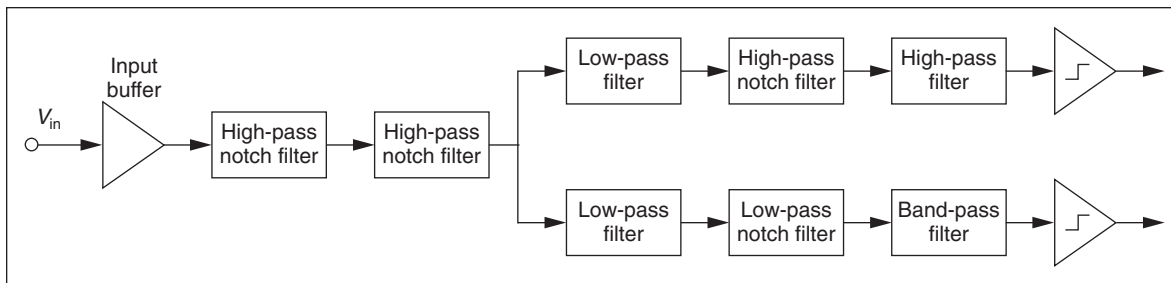 Input
buffer
V_in
High-pass
notch filter
High-pass
notch filter
Low-pass
filter
High-pass
notch filter
High-pass
filter
Low-pass
filter
Low-pass
notch filter
Band-pass
filter